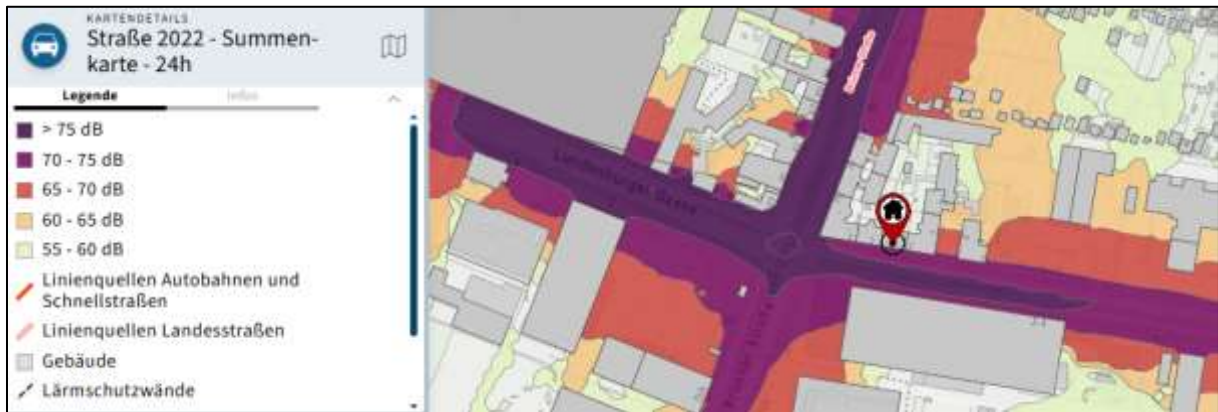 KARTENDETAILS
Straße 2022 - Summen-
karte - 24h
Legende
Infos
> 75 dB
70 - 75 dB
65 - 70 dB
60 - 65 dB
55 - 60 dB
Linienquellen Autobahnen und
Schnellstraßen
Linienquellen Landesstraßen
Gebäude
Lärmschutzwände